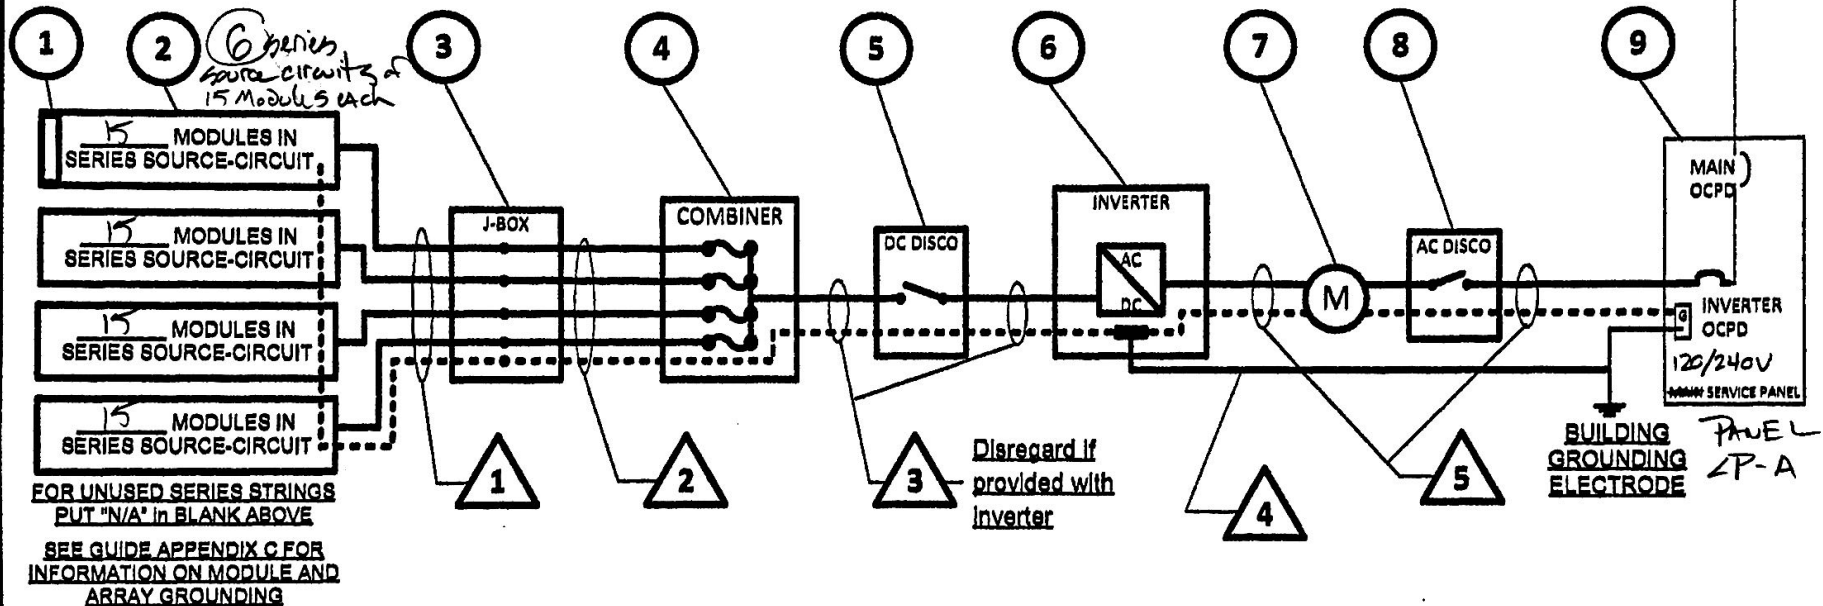 1
2
6 series
source circuits of
15 Modules each
3
4
5
6
7
8
9
15 MODULES IN
SERIES SOURCE-CIRCUIT
15 MODULES IN
SERIES SOURCE-CIRCUIT
15 MODULES IN
SERIES SOURCE-CIRCUIT
15 MODULES IN
SERIES SOURCE-CIRCUIT
FOR UNUSED SERIES STRINGS
PUT "N/A" in BLANK ABOVE
SEE GUIDE APPENDIX C FOR
INFORMATION ON MODULE AND
ARRAY GROUNDING
J-BOX
COMBINER
DC DISCO
INVERTER
AC
DC
M
AC DISCO
MAIN
OCPD
G
INVERTER
OCPD
120/240V
MAIN SERVICE PANEL
PANEL
LP-A
BUILDING
GROUNDING
ELECTRODE
1
2
3
Disregard if
provided with
Inverter
4
5